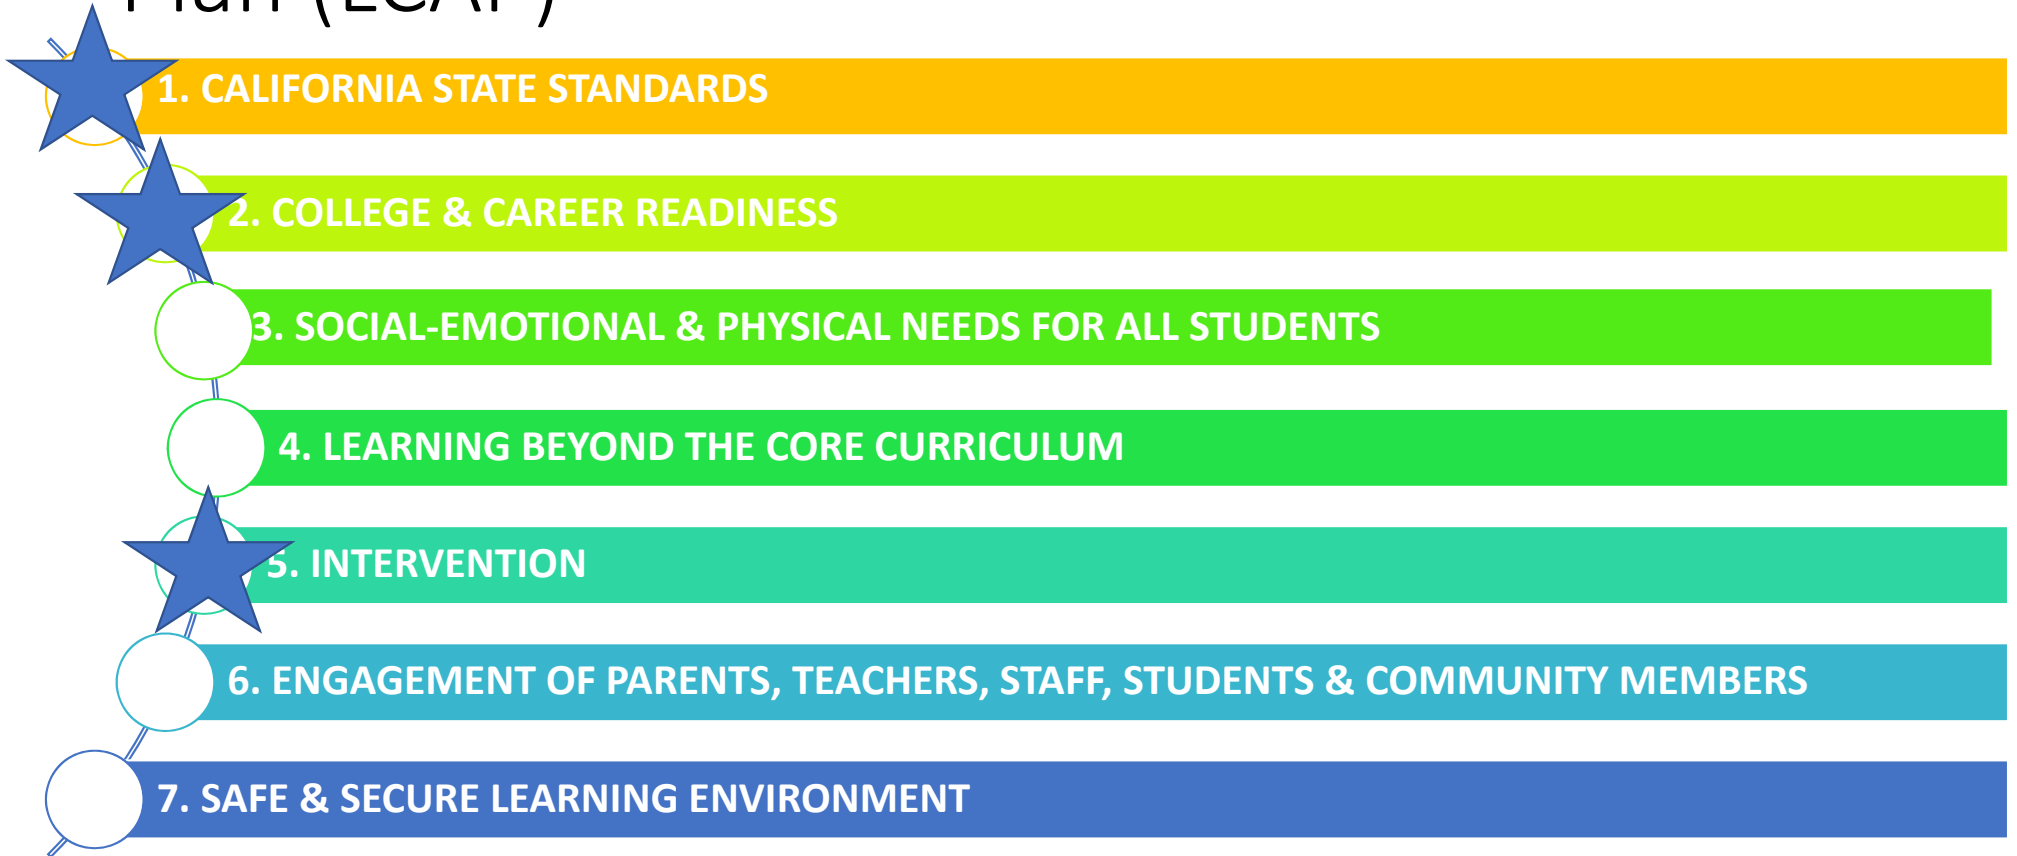 Plan (LCAP)
1. CALIFORNIA STATE STANDARDS
2. COLLEGE & CAREER READINESS
3. SOCIAL-EMOTIONAL & PHYSICAL NEEDS FOR ALL STUDENTS
4. LEARNING BEYOND THE CORE CURRICULUM
5. INTERVENTION
6. ENGAGEMENT OF PARENTS, TEACHERS, STAFF, STUDENTS & COMMUNITY MEMBERS
7. SAFE & SECURE LEARNING ENVIRONMENT